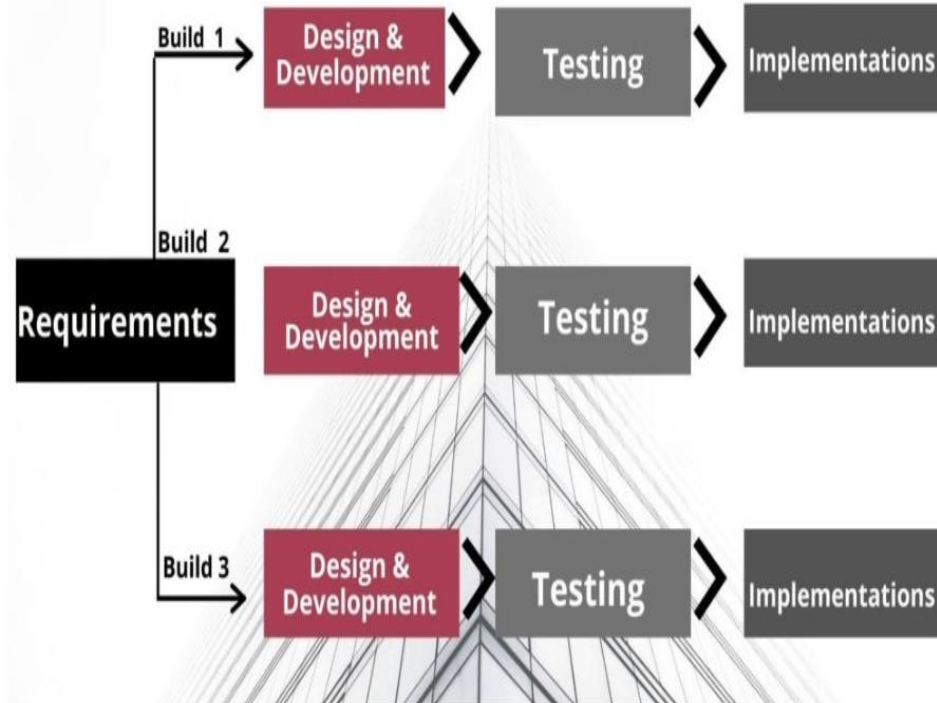 Build 1
Design &
Development
Testing
Implementations
Build 2
Requirements
Design &
Development
Testing
Implementations
Build 3
Design &
Development
Testing
Implementations